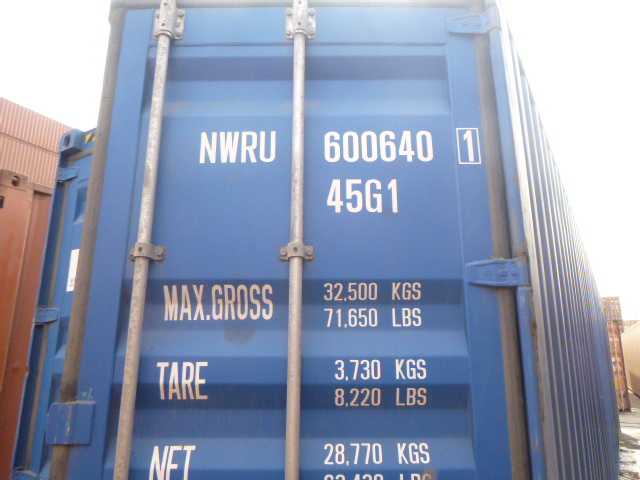 NWRU 600640 1
45G1
MAX.GROSS 32,500 KGS
71,650 LBS
TARE 3,730 KGS
8,220 LBS
NET 28,770 KGS
LBS